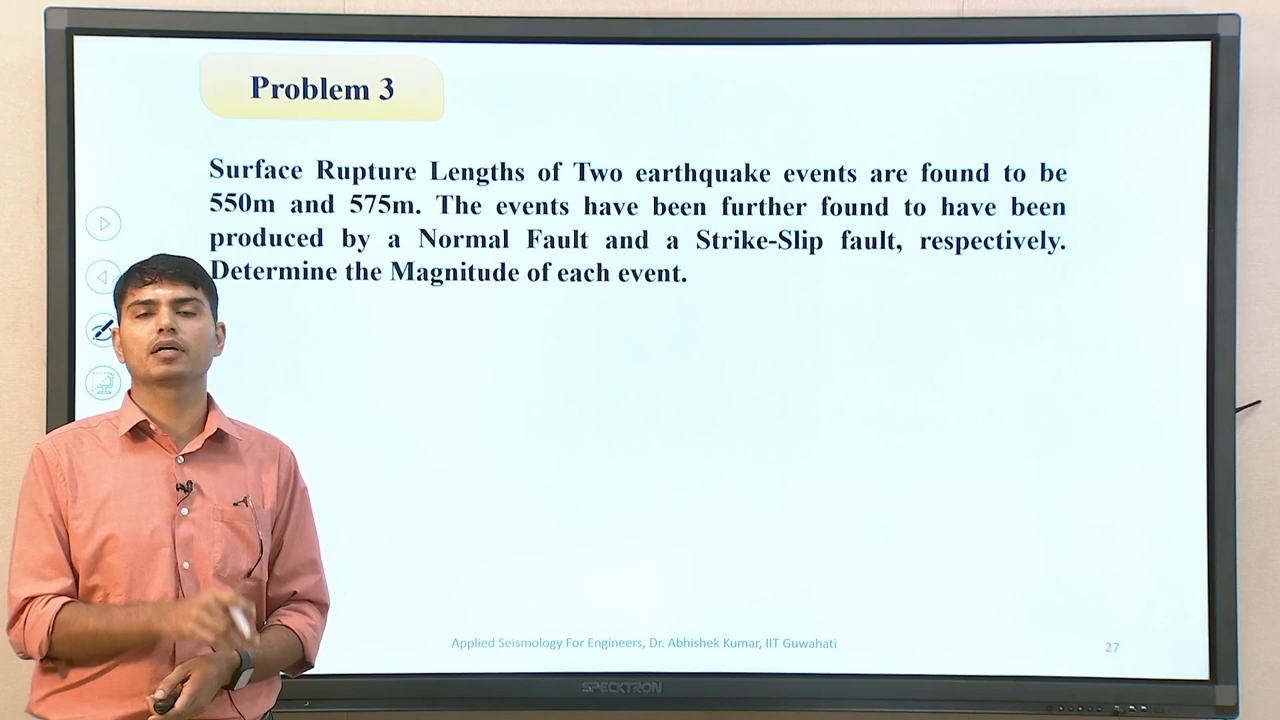 Problem 3
Surface Rupture Lengths of Two earthquake events are found to be
550m and 575m. The events have been further found to have been
produced by a Normal Fault and a Strike-Slip fault, respectively.
Determine the Magnitude of each event.
Applied Seismology For Engineers, Dr. Abhishek Kumar, IIT Guwahati
27
SPECKTRON